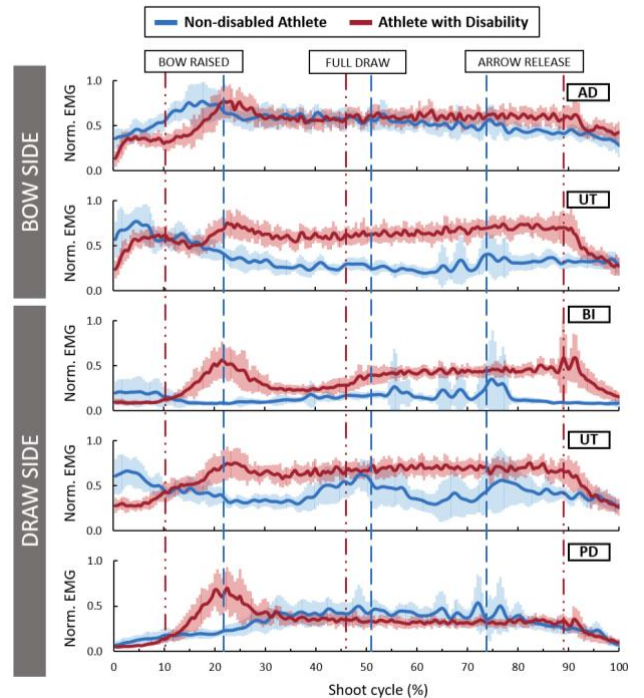 Non-disabled Athlete Athlete with Disability
BOW RAISED FULL DRAW ARROW RELEASE
BOW SIDE
Norm. EMG
1.0
0.5
0.0
AD
Norm. EMG
1.0
0.5
0.0
UT
DRAW SIDE
Norm. EMG
1.0
0.5
0.0
BI
Norm. EMG
1.0
0.5
0.0
UT
Norm. EMG
1.0
0.5
0.0
PD
0 10 20 30 40 50 60 70 80 90 100
Shoot cycle (%)